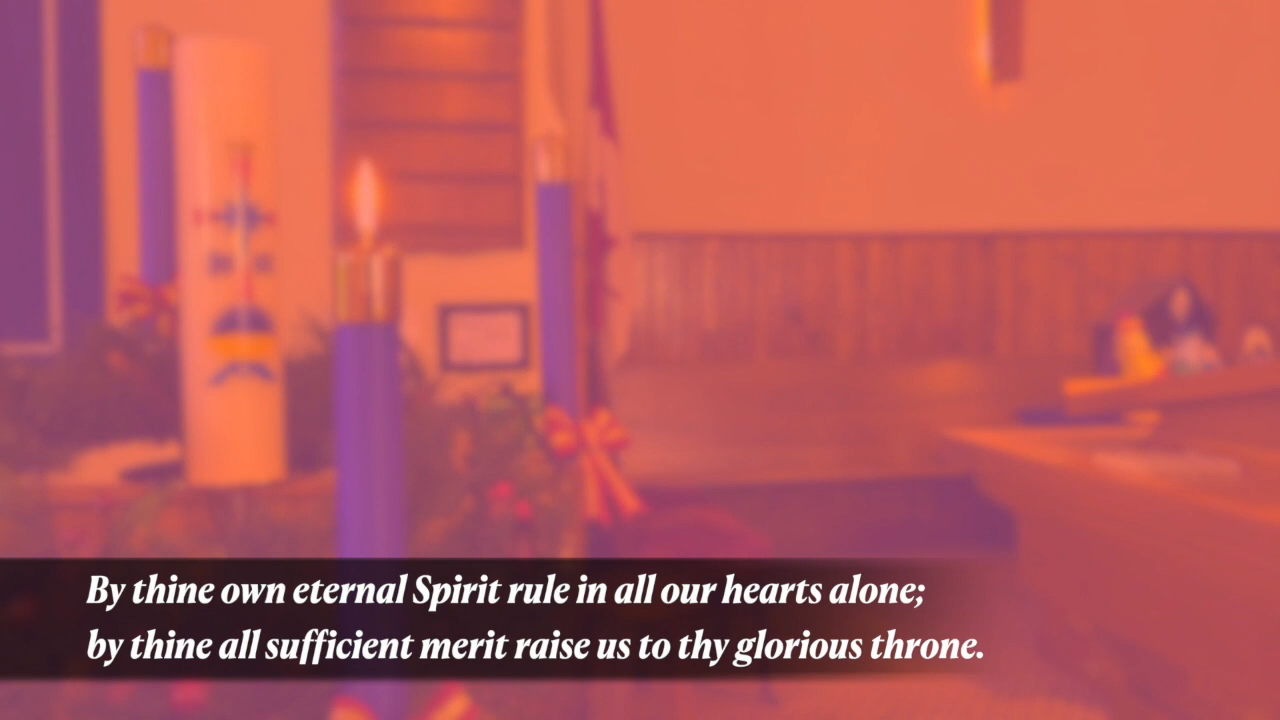 By thine own eternal Spirit rule in all our hearts alone;
by thine all sufficient merit raise us to thy glorious throne.